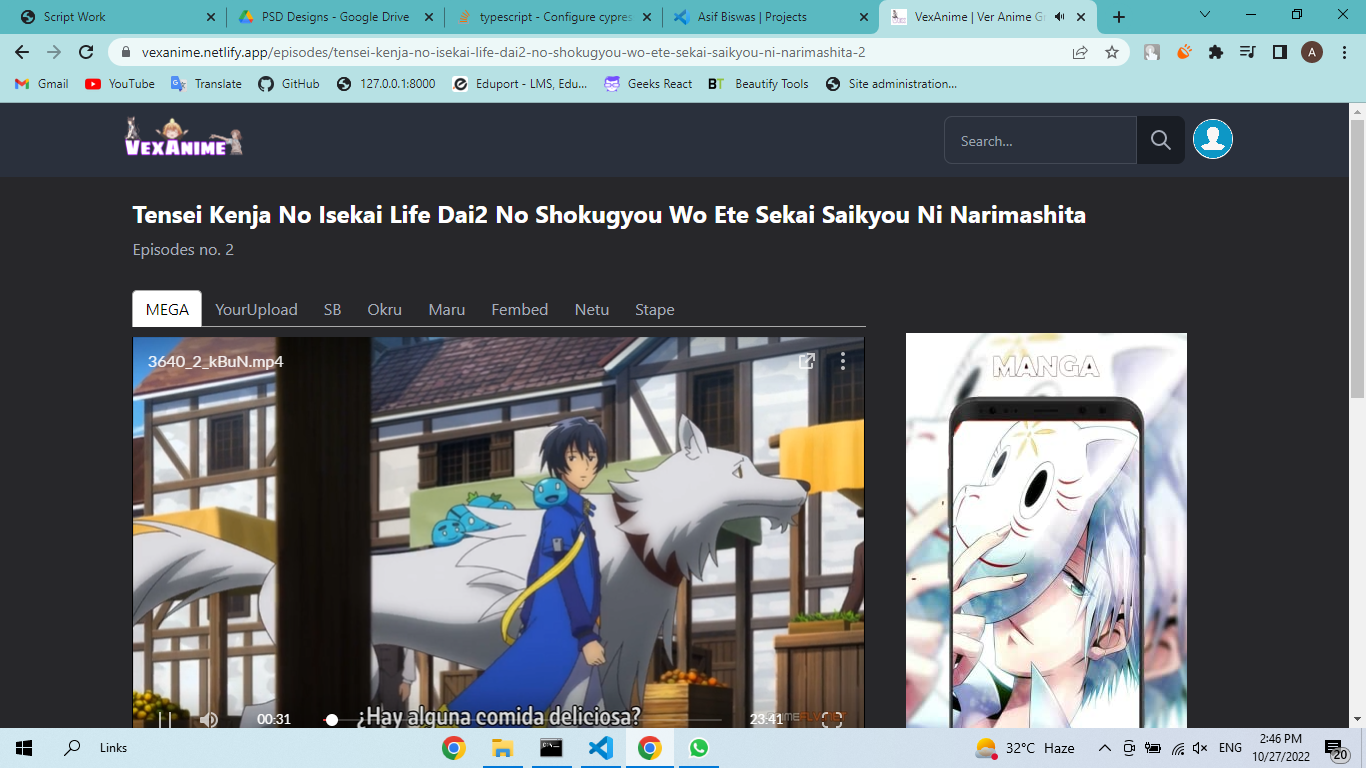 Script Work
PSD Designs - Google Drive
typescript - Configure cypres
Asif Biswas | Projects
VexAnime | Ver Anime G
vexanime.netlify.app/episodes/tensei-kenja-no-isekai-life-dai2-no-shokugyou-wo-ete-sekai-saikyou-ni-narimashita-2
A
Gmail
YouTube
Translate
GitHub
127.0.0.1:8000
Eduport - LMS, Edu...
Geeks React
BT
Beautify Tools
Site administration...
VEXANIME
Search...
Tensei Kenja No Isekai Life Dai2 No Shokugyou Wo Ete Sekai Saikyou Ni Narimashita
Episodes no. 2
MEGA
YourUpload
SB
Okru
Maru
Fembed
Netu
Stape
3640_2_kBuN.mp4
MANGA
00:31
¿Hay alguna comida deliciosa?
23:41
Links
32°C Haze
ENG
2:46 PM
10/27/2022
20